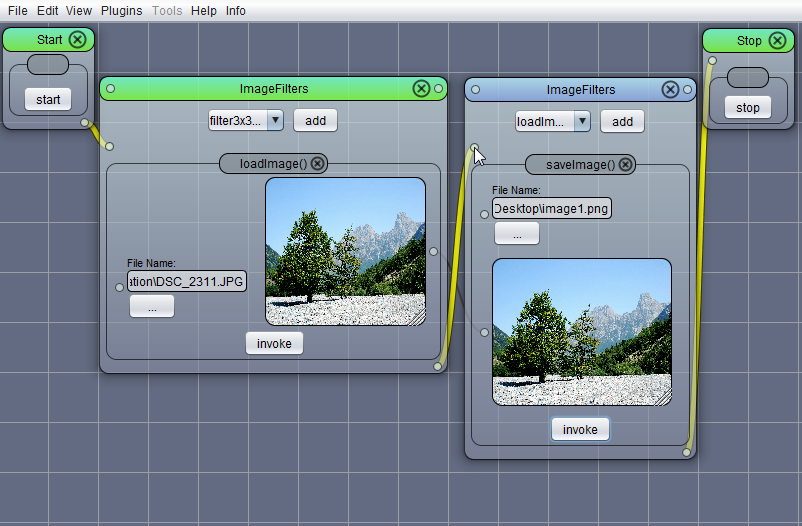 File Edit View Plugins Tools Help Info
Start
start
ImageFilters
filter3x3... add
loadImage()
File Name:
ation\DSC_2311.JPG
...
invoke
ImageFilters
loadIm... add
saveImage()
File Name:
Desktop\image1.png
...
invoke
Stop
stop